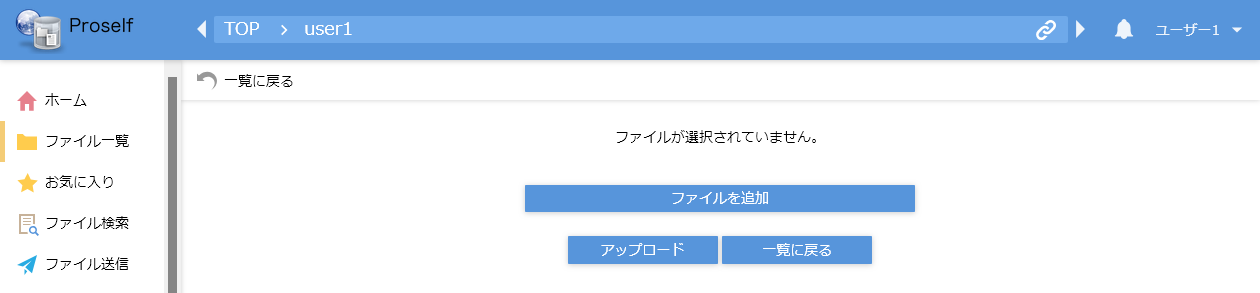 Proself
TOP > user1
ユーザー1
一覧に戻る
ホーム
ファイル一覧
お気に入り
ファイル検索
ファイル送信
ファイルが選択されていません。
ファイルを追加
アップロード
一覧に戻る